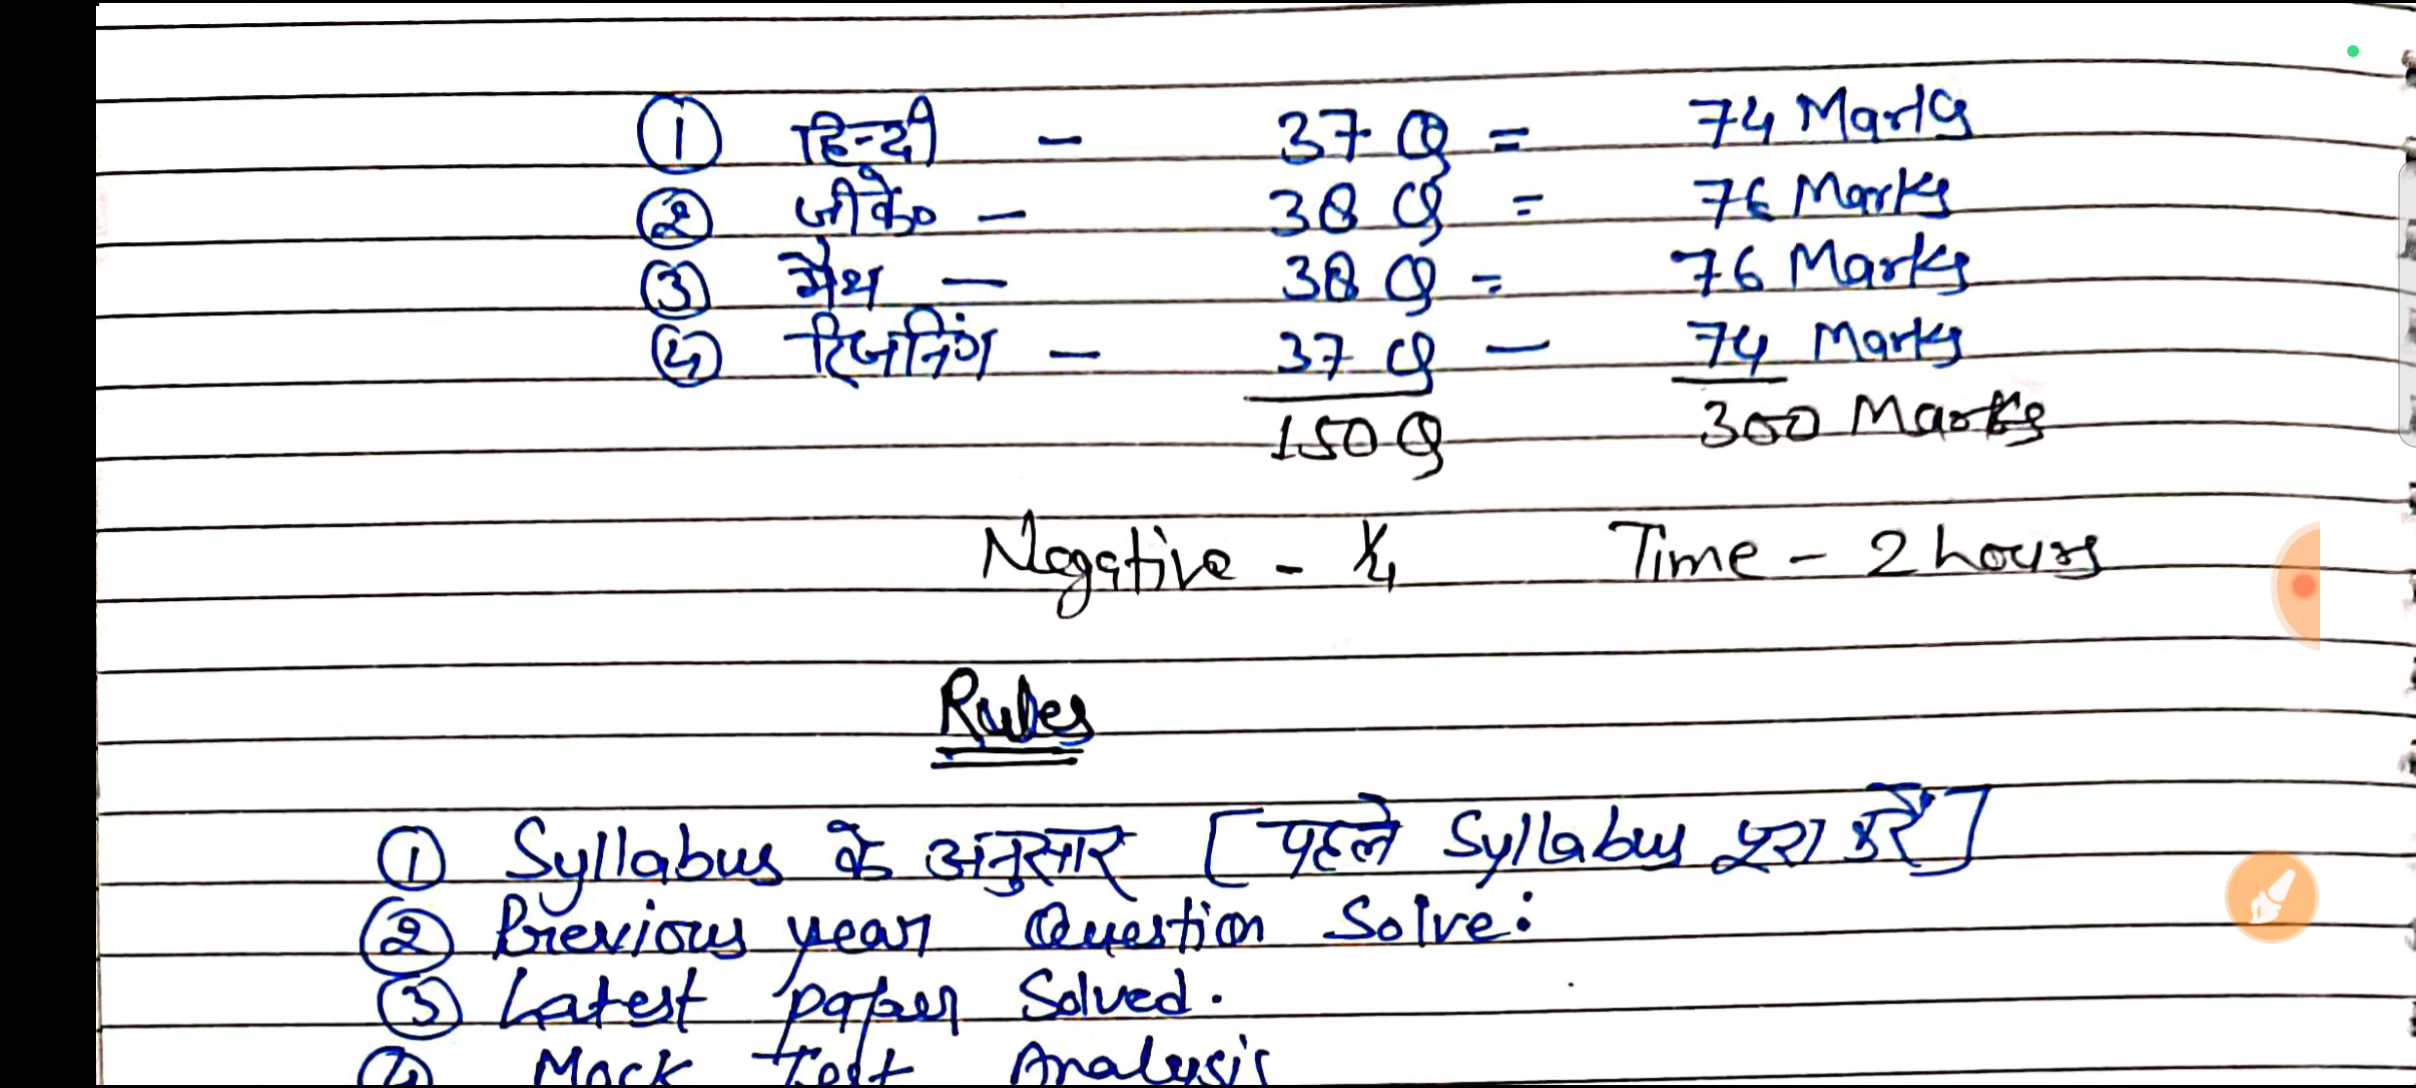 ① हिन्दी - 37 Q = 74 Marks
② जीके० - 38 Q = 76 Marks
③ मैथ - 38 Q = 76 Marks
④ रिजनिंग - 37 Q - 74 Marks
150 Q 300 Marks
Negative - 1/4 Time - 2 hours
Rules
① Syllabus के अनुसार [पहले Syllabus पूरा करें]
② Previous year Question Solve:
③ Latest paper Solved.
④ Mock Test Analysis